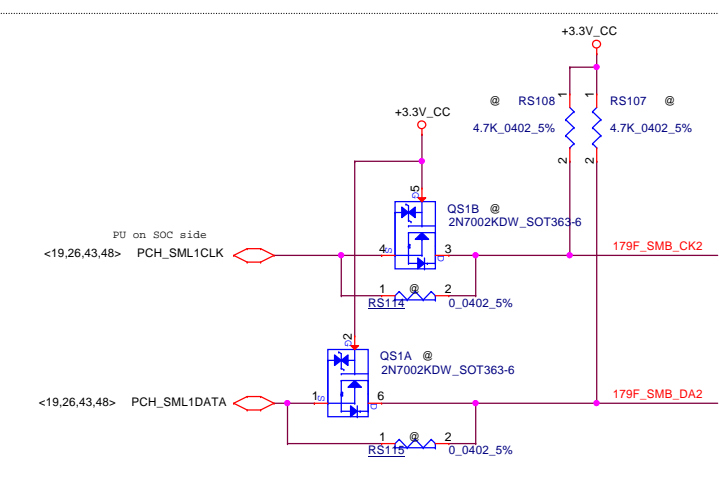 +3.3V_CC
@ RS108 1 1 RS107 @
4.7K_0402_5% 4.7K_0402_5%
2 2
+3.3V_CC
5
G
QS1B @
2N7002KDW_SOT363-6
PU on SOC side
<19,26,43,48> PCH_SML1CLK 4 S D 3 179F_SMB_CK2
1 @ 2
RS114 0_0402_5%
2
G
QS1A @
2N7002KDW_SOT363-6
<19,26,43,48> PCH_SML1DATA 1 S D 6 179F_SMB_DA2
1 @ 2
RS115 0_0402_5%